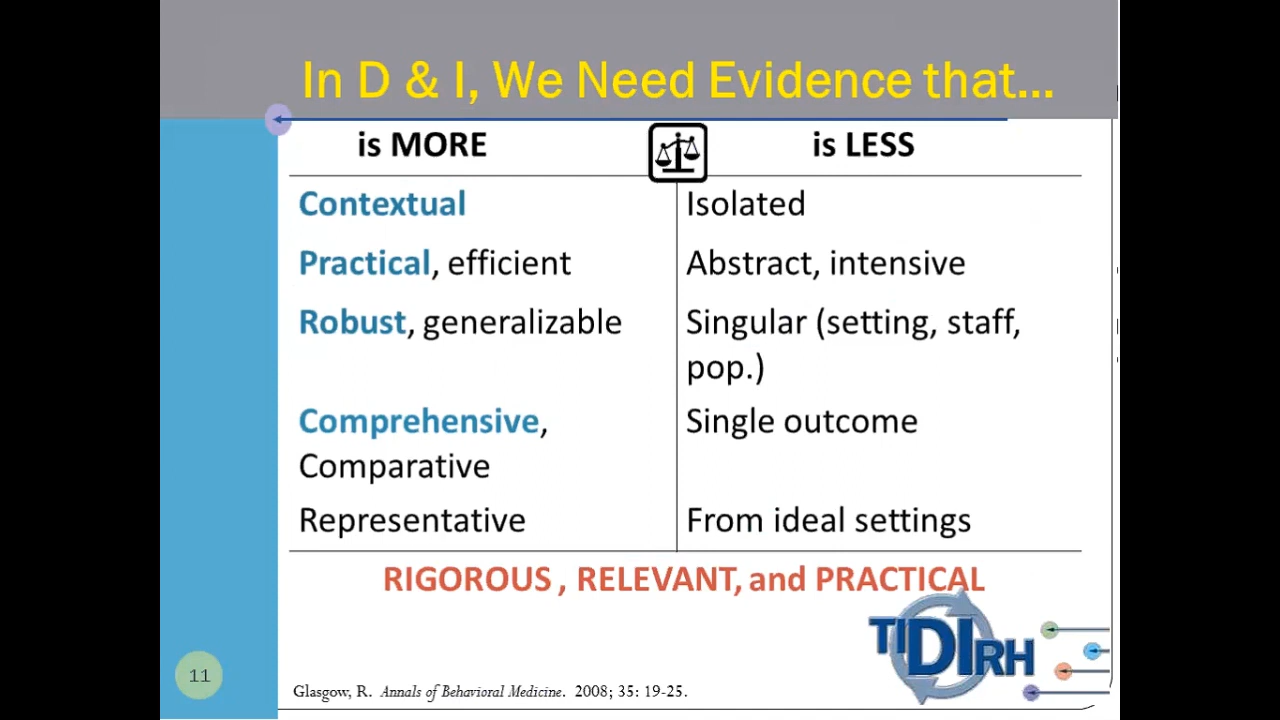 In D & I, We Need Evidence that...
is MORE
is LESS
Contextual
Isolated
Practical, efficient
Abstract, intensive
Robust, generalizable
Singular (setting, staff,
pop.)
Comprehensive,
Comparative
Single outcome
Representative
From ideal settings
RIGOROUS , RELEVANT, and PRACTICAL
TIDIRH
11
Glasgow, R. Annals of Behavioral Medicine. 2008; 35: 19-25.